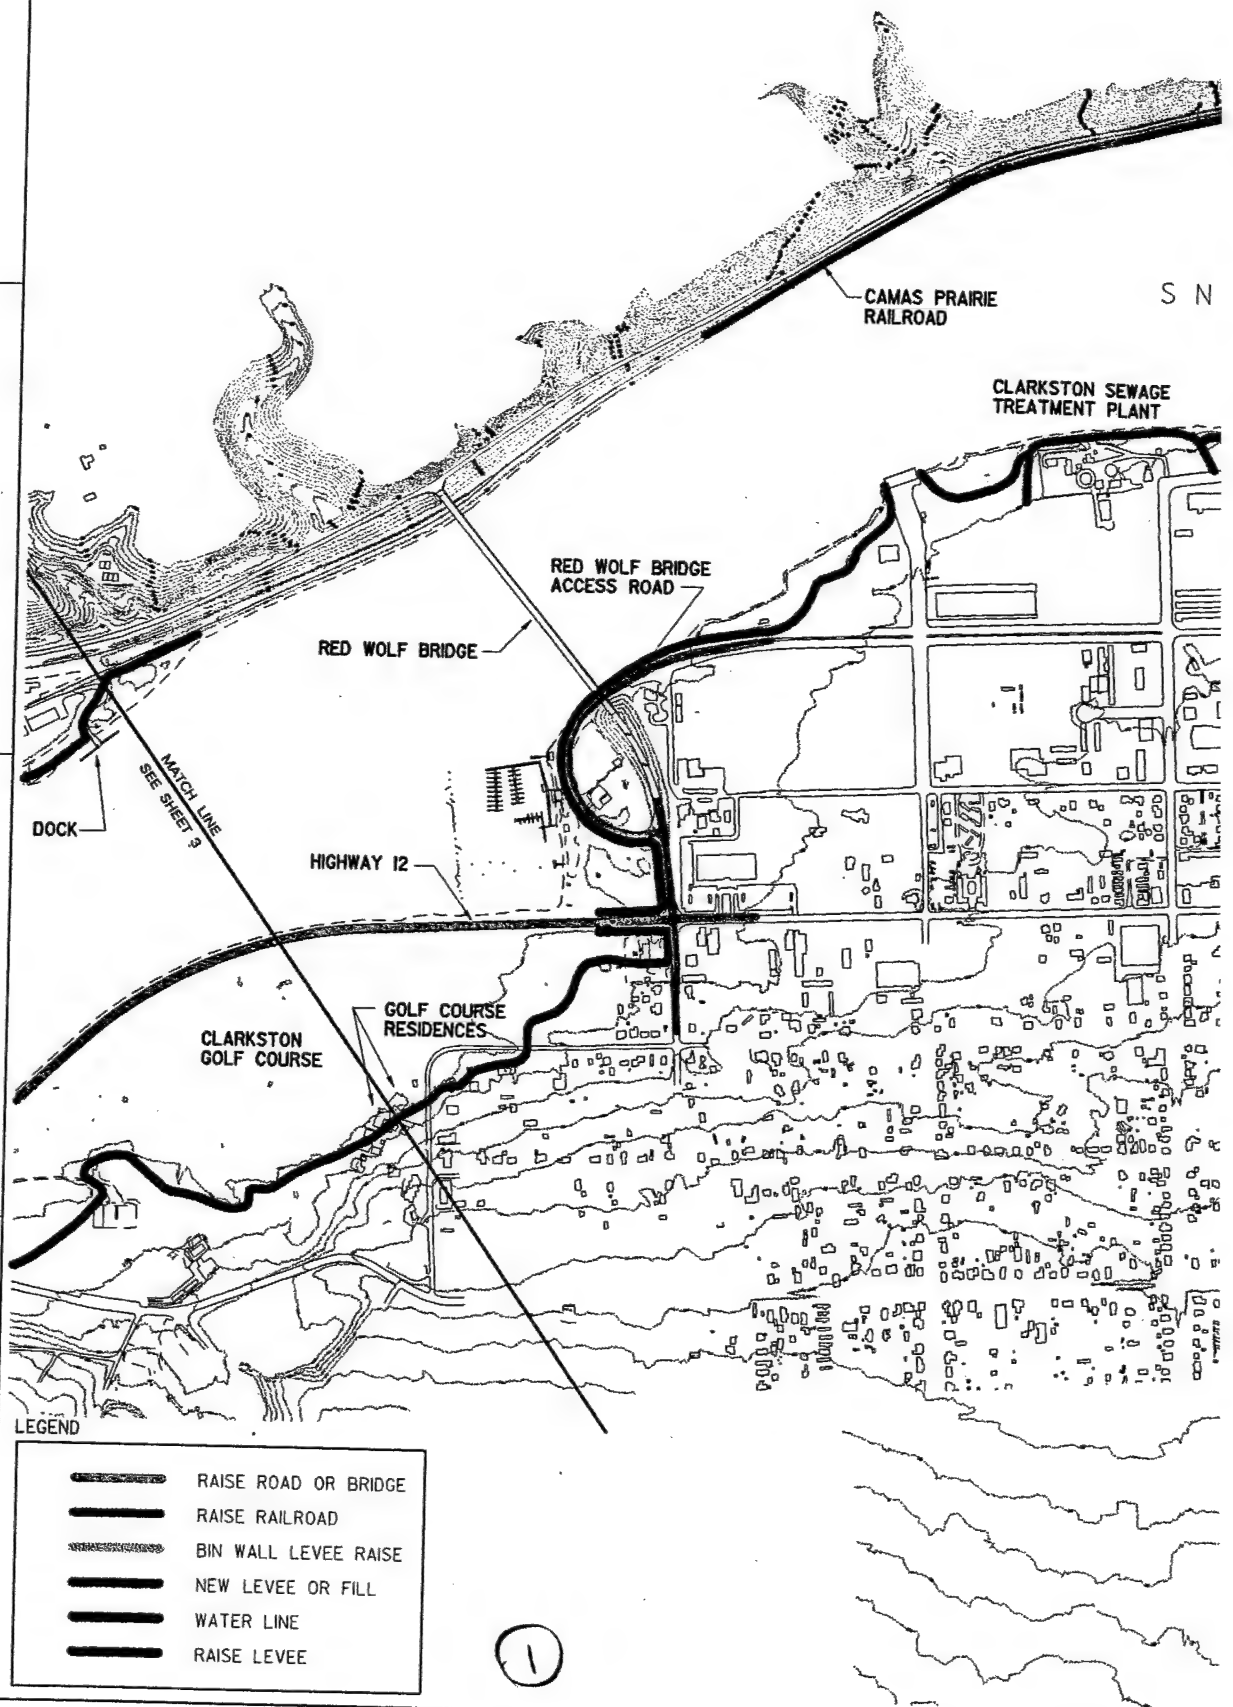 CAMAS PRAIRIE
RAILROAD
S N
CLARKSTON SEWAGE
TREATMENT PLANT
RED WOLF BRIDGE
ACCESS ROAD
RED WOLF BRIDGE
MATCH LINE
SEE SHEET 3
DOCK
HIGHWAY 12
GOLF COURSE
RESIDENCES
CLARKSTON
GOLF COURSE
LEGEND
RAISE ROAD OR BRIDGE
RAISE RAILROAD
BIN WALL LEVEE RAISE
NEW LEVEE OR FILL
WATER LINE
RAISE LEVEE
1